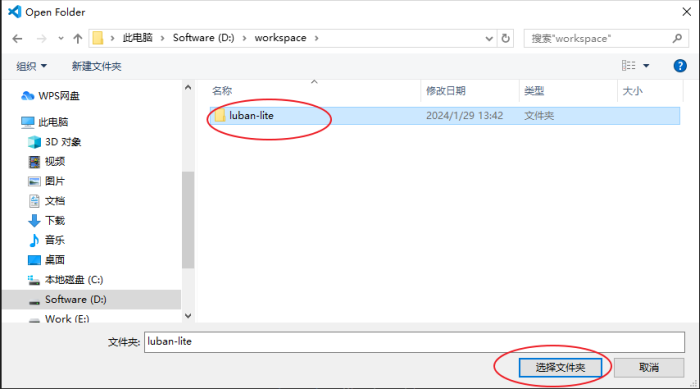 Open Folder
此电脑 > Software (D:) > workspace >
搜索"workspace"
组织 新建文件夹
名称 修改日期 类型 大小
luban-lite 2024/1/29 13:42 文件夹
WPS网盘
此电脑
3D 对象
视频
图片
文档
下载
音乐
桌面
本地磁盘 (C:)
Software (D:)
Work (E:)
文件夹: luban-lite
选择文件夹 取消